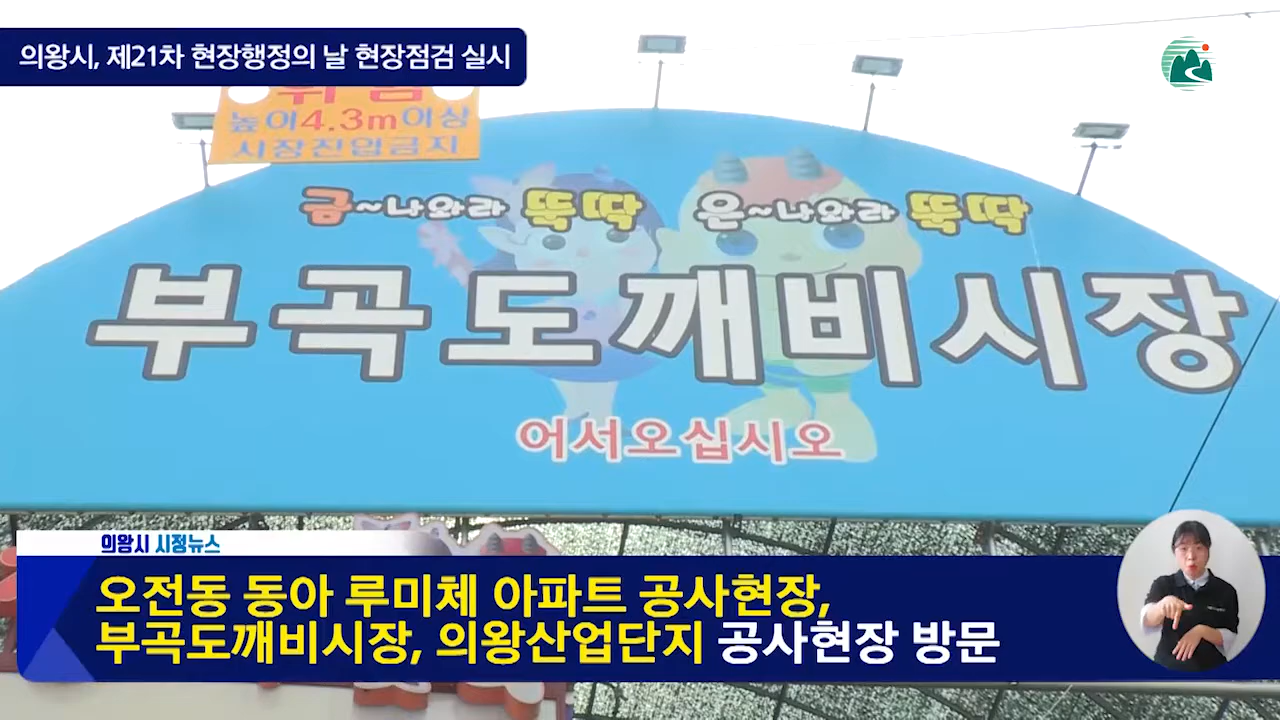 의왕시, 제21차 현장행정의 날 현장점검 실시
높이4.3m이상
시장진입금지
금~나와라 뚝딱 은~나와라 뚝딱
부곡도깨비시장
어서오십시오
의왕시 시정뉴스
오전동 동아 루미체 아파트 공사현장,
부곡도깨비시장, 의왕산업단지 공사현장 방문